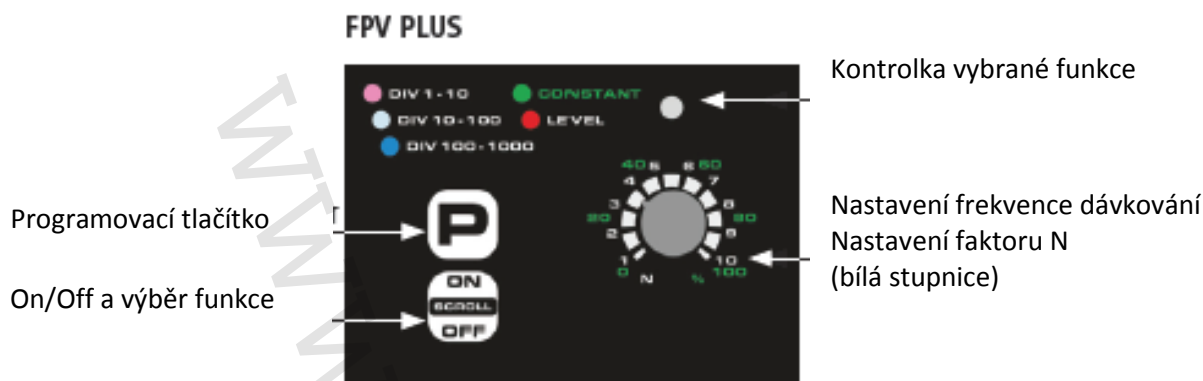 FPV PLUS
Kontrolka vybrané funkce
DIV 1-10 CONSTANT
DIV 10-100 LEVEL
DIV 100-1000
40 5 6 60
4 7
3 8
20 80
2 9
1 10
0 N % 100
Programovací tlačítko
P
Nastavení frekvence dávkování
Nastavení faktoru N
(bílá stupnice)
On/Off a výběr funkce
ON
SCROLL
OFF